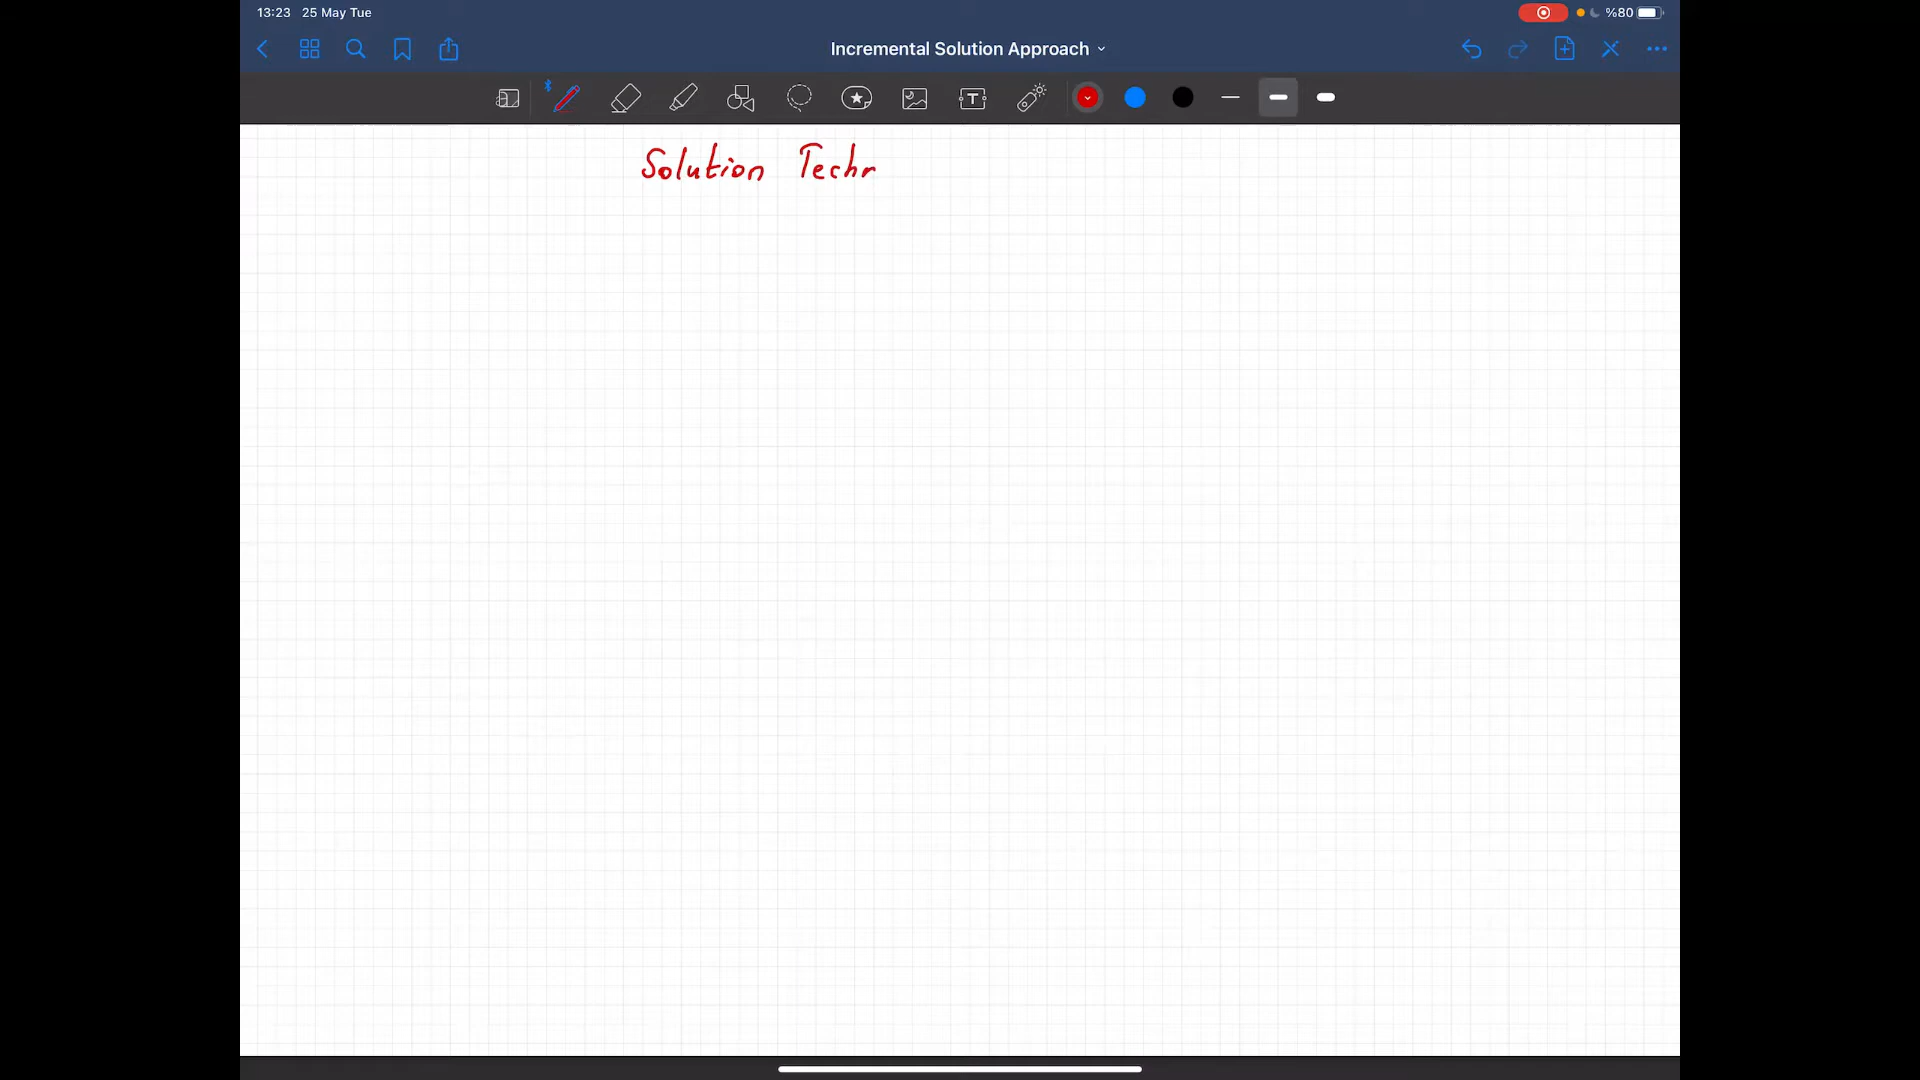 13:23 25 May Tue %80
Incremental Solution Approach
Solution Techn